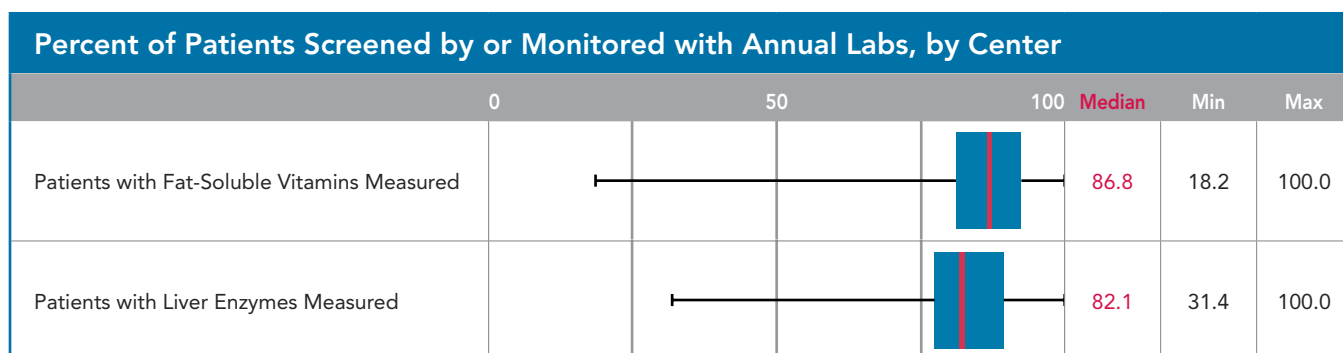 Percent of Patients Screened by or Monitored with Annual Labs, by Center
0 50 100 Median Min Max
Patients with Fat-Soluble Vitamins Measured 86.8 18.2 100.0
Patients with Liver Enzymes Measured 82.1 31.4 100.0